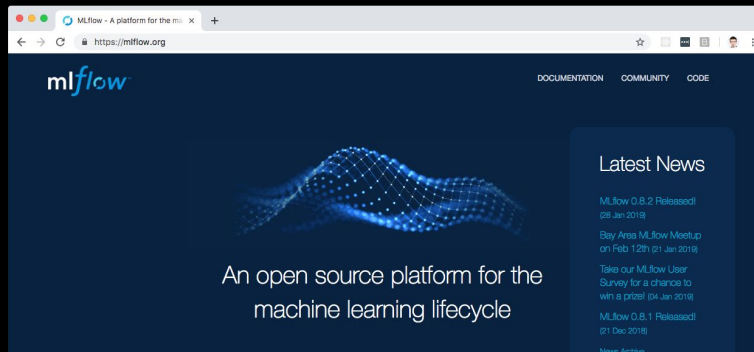 MLflow - A platform for the ma
https://mlflow.org
mlflow
DOCUMENTATION COMMUNITY CODE
Latest News
MLflow 0.8.2 Released!
(28 Jan 2019)
Bay Area MLflow Meetup
on Feb 12th (21 Jan 2019)
Take our MLflow User
Survey for a chance to
win a prize! (04 Jan 2019)
MLflow 0.8.1 Released!
(21 Dec 2018)
News Archive
An open source platform for the
machine learning lifecycle